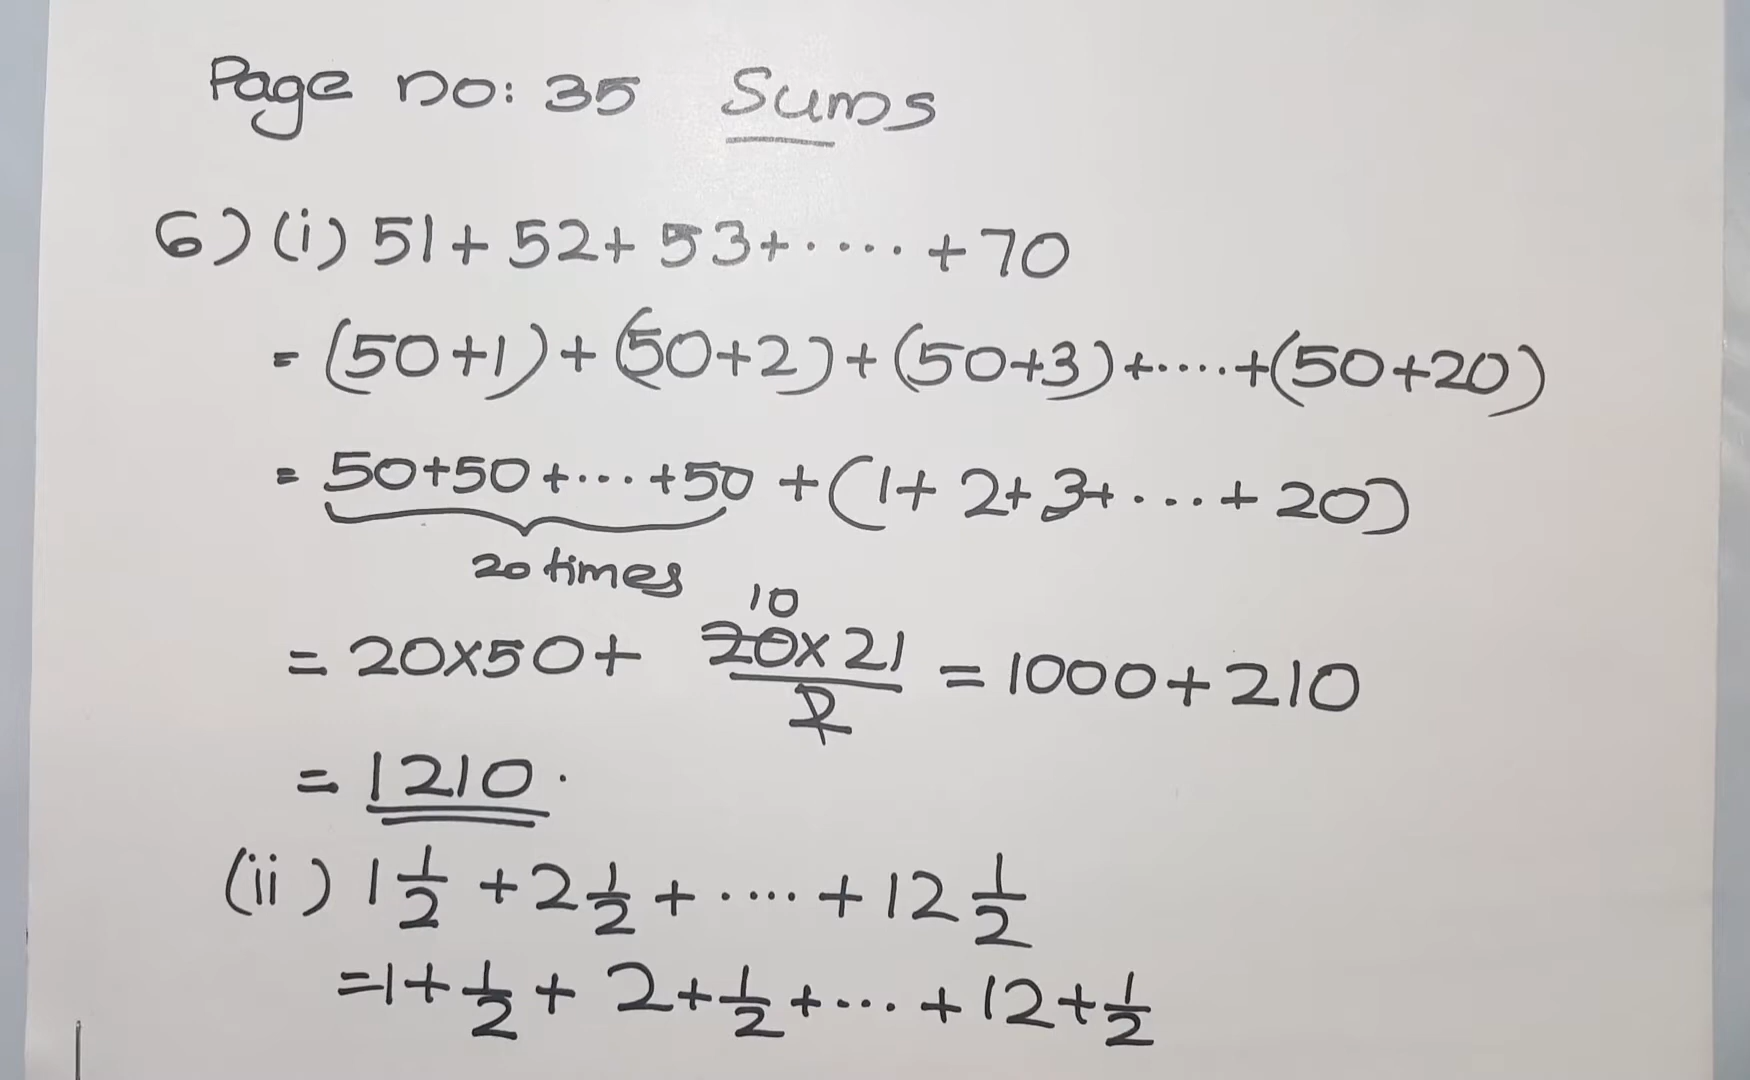 Page no: 35 Sums
6) (i) 51 + 52 + 53 + ..... + 70
= (50+1) + (50+2) + (50+3) + ..... + (50+20)
= 50+50+....+50 + (1+2+3+....+20)
20 times
10
= 20×50 + 20×21/2 = 1000+210
= 1210.
(ii) 1 1/2 + 2 1/2 + ..... + 12 1/2
= 1 + 1/2 + 2 + 1/2 + .... + 12 + 1/2